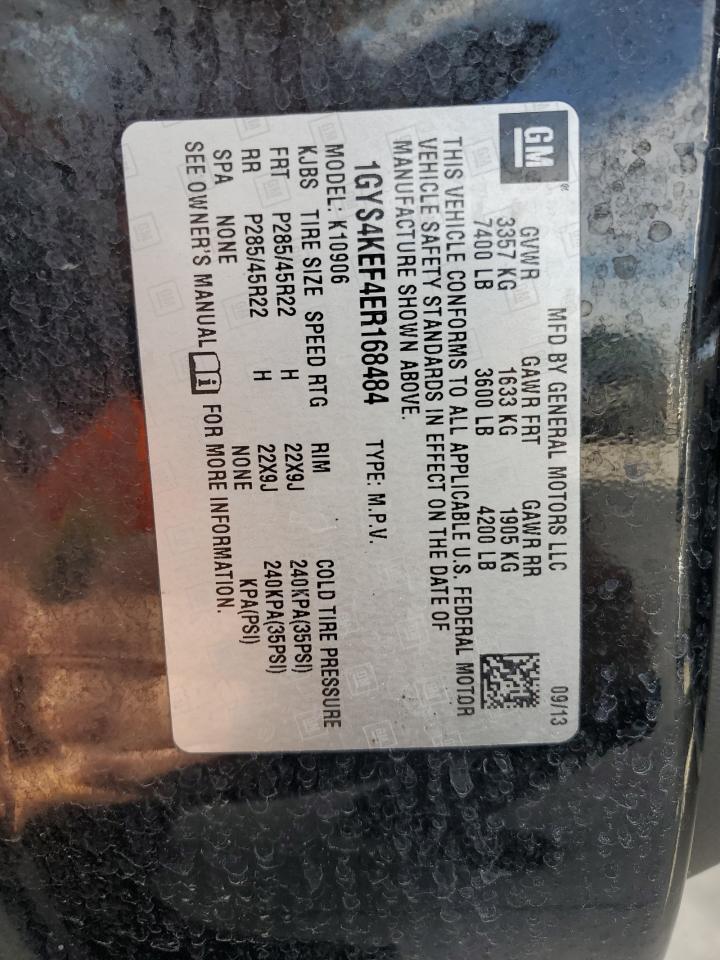 GM®
MFD BY GENERAL MOTORS LLC 09/13
GVWR GAWR FRT GAWR RR
3357 KG 1633 KG 1905 KG
7400 LB 3600 LB 4200 LB
THIS VEHICLE CONFORMS TO ALL APPLICABLE U.S. FEDERAL MOTOR
VEHICLE SAFETY STANDARDS IN EFFECT ON THE DATE OF
MANUFACTURE SHOWN ABOVE.
1GYS4KEF4ER168484 TYPE: M.P.V.
MODEL: K10906
KJBS TIRE SIZE SPEED RTG RIM COLD TIRE PRESSURE
FRT P285/45R22 H 22X9J 240KPA(35PSI)
RR P285/45R22 H 22X9J 240KPA(35PSI)
SPA NONE NONE KPA(PSI)
SEE OWNER'S MANUAL i FOR MORE INFORMATION.